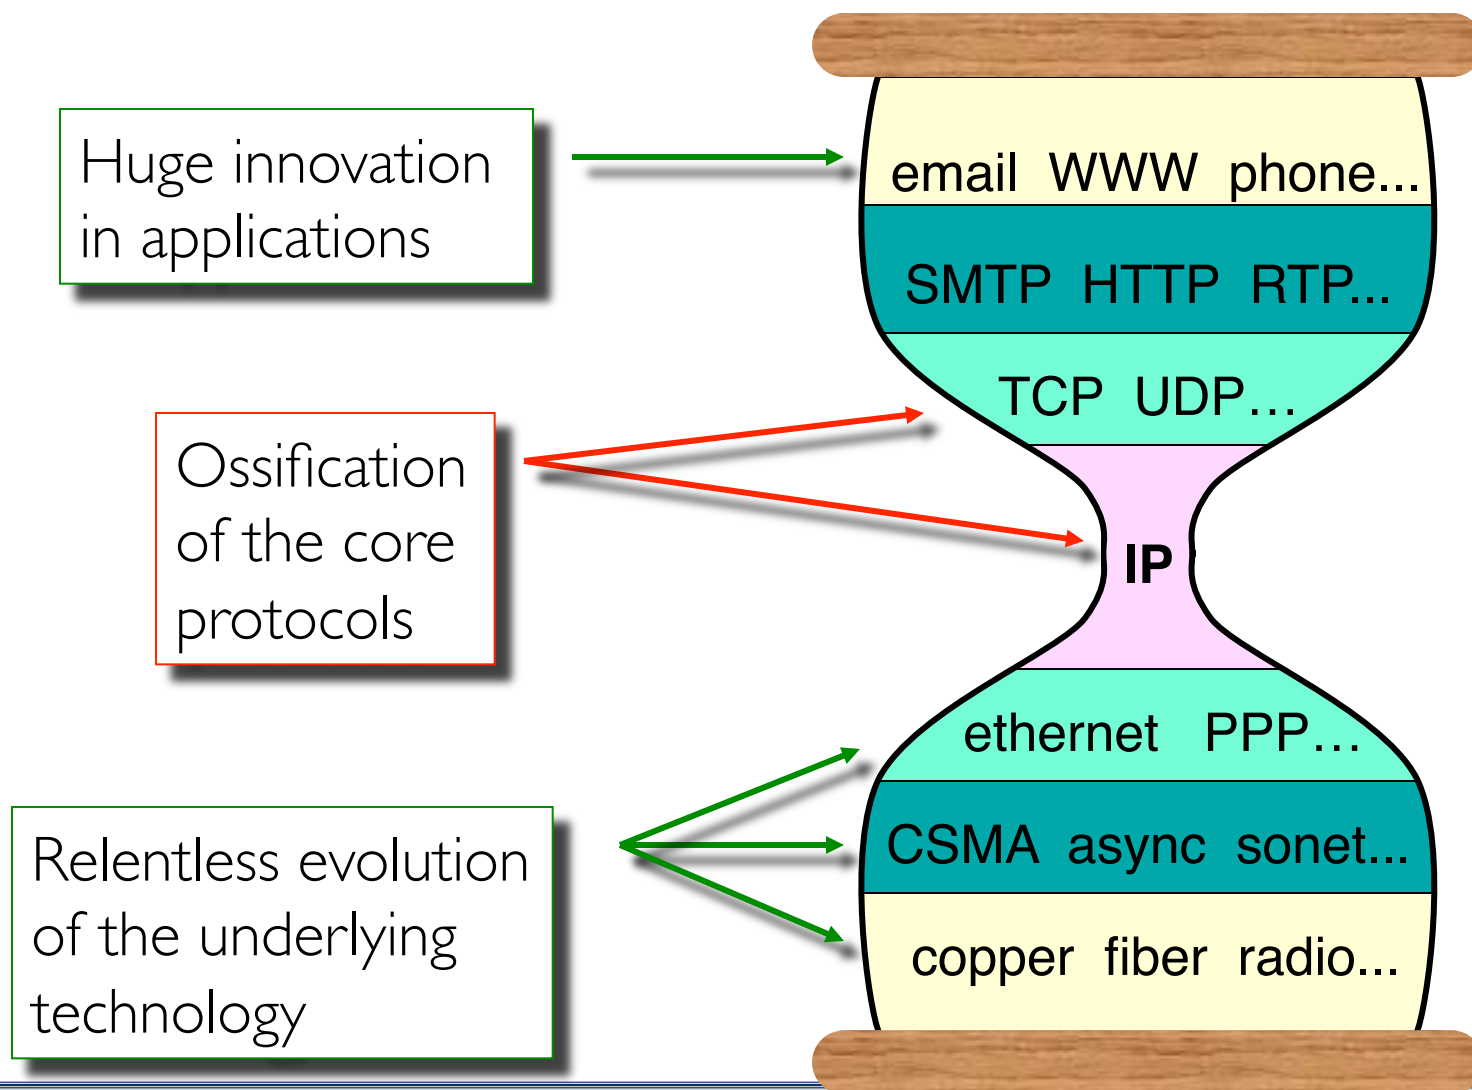 Huge innovation
in applications
Ossification
of the core
protocols
Relentless evolution
of the underlying
technology
email WWW phone...
SMTP HTTP RTP...
TCP UDP…
IP
ethernet PPP…
CSMA async sonet...
copper fiber radio...